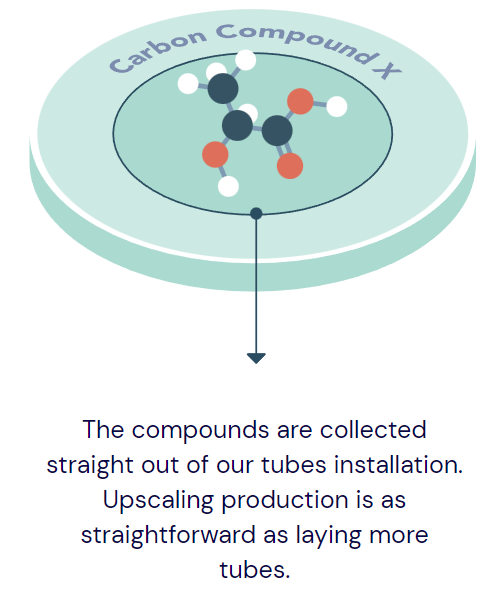 Carbon Compound X
The compounds are collected
straight out of our tubes installation.
Upscaling production is as
straightforward as laying more
tubes.